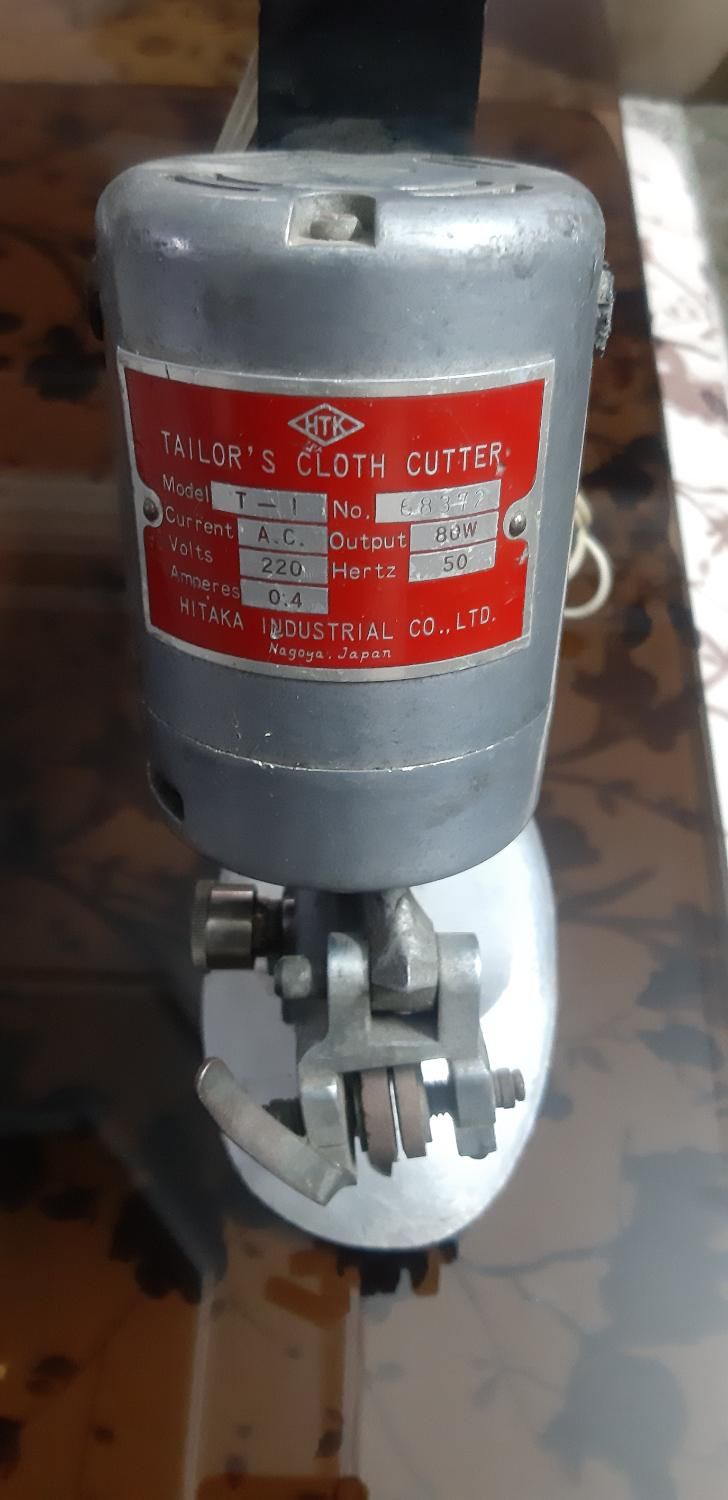 HTK
TAILOR'S CLOTH CUTTER
Model T-1 No. 68372
Current A.C. Output 80W
Volts 220 Hertz 50
Amperes 0.4
HITAKA INDUSTRIAL CO., LTD.
Nagoya, Japan